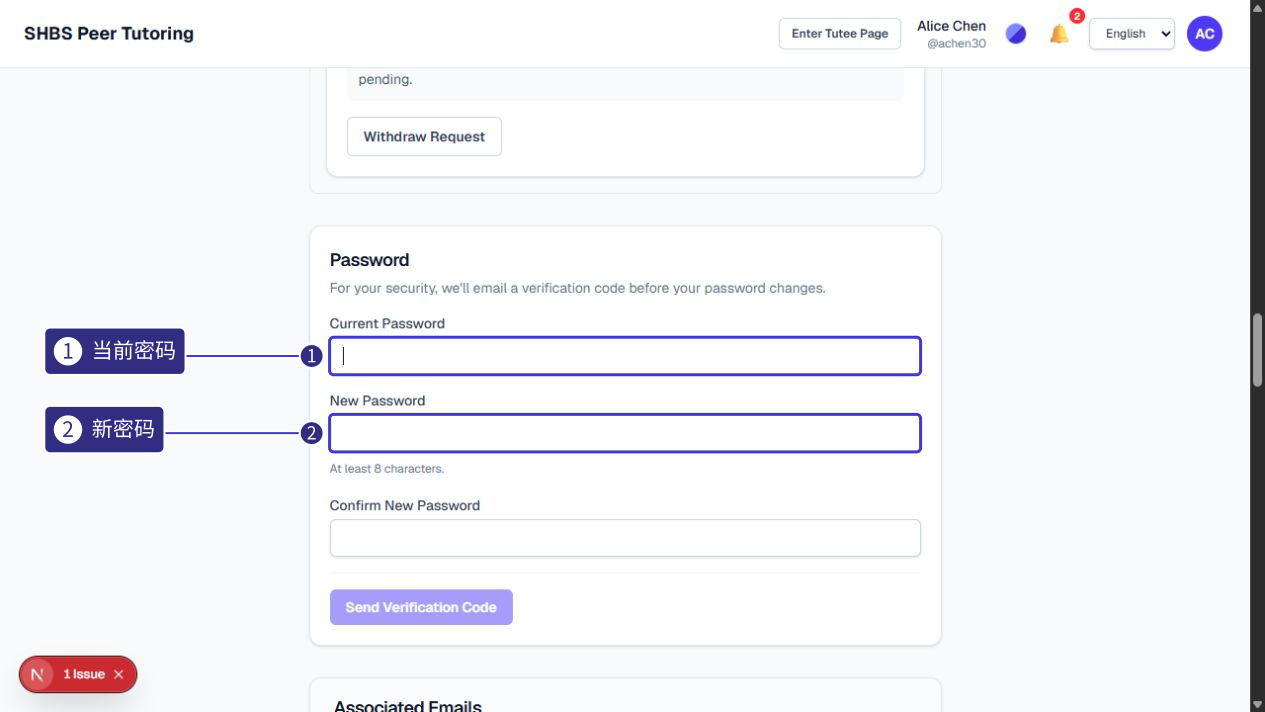 SHBS Peer Tutoring
Enter Tutee Page
Alice Chen
@achen30
2
English
AC
pending.
Withdraw Request
Password
For your security, we'll email a verification code before your password changes.
Current Password
1 当前密码
1
New Password
2 新密码
2
At least 8 characters.
Confirm New Password
Send Verification Code
N 1 Issue ×
Associated Emails